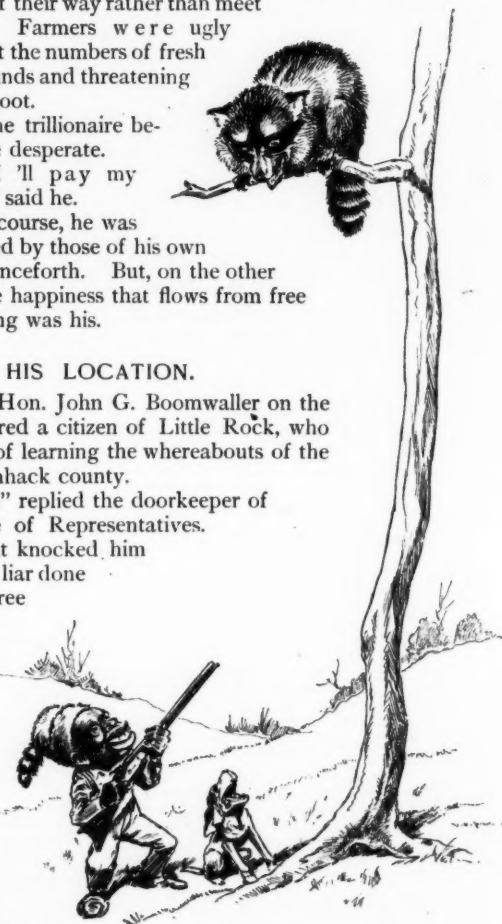 their way rather than meet
Farmers were ugly
t the numbers of fresh
nds and threatening
oot.
ne trillionaire be-
desperate.
'll pay my
said he.
course, he was
ed by those of his own
nceforth. But, on the other
e happiness that flows from free
ng was his.
HIS LOCATION.
Hon. John G. Boomwaller on the
red a citizen of Little Rock, who
of learning the whereabouts of the
nhack county.
" replied the doorkeeper of
e of Representatives.
t knocked him
liar done
ree